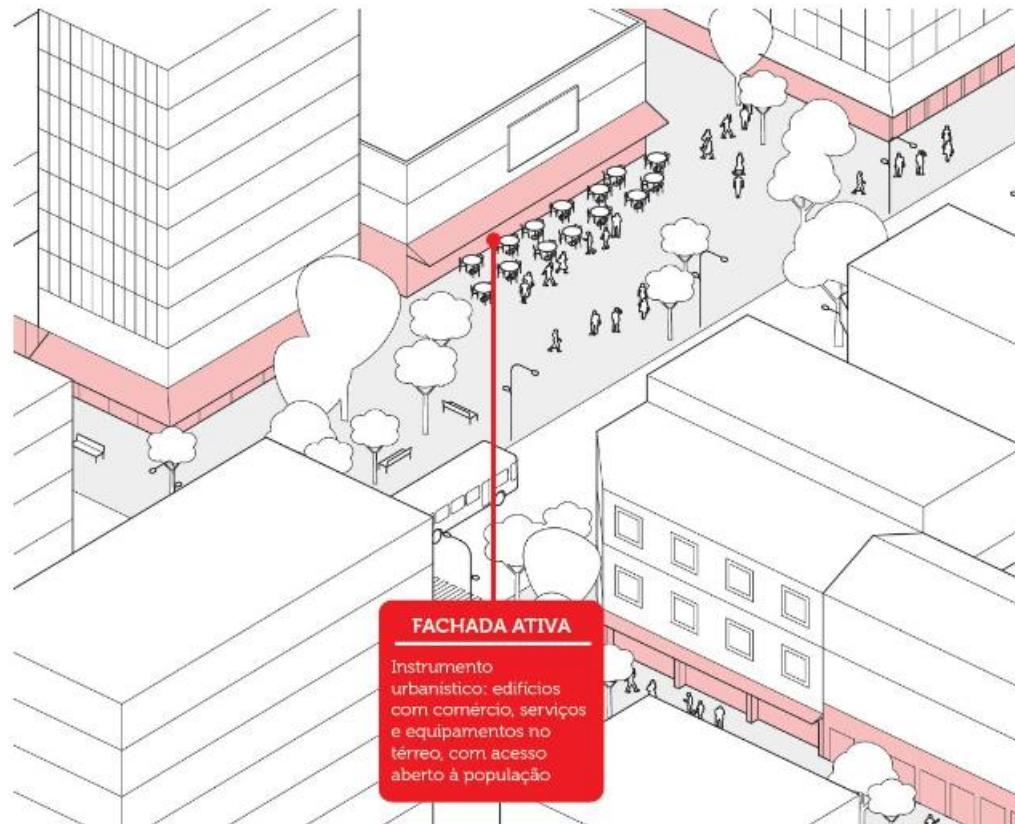 FACHADA ATIVA
Instrumento
urbanístico: edifícios
com comércio, serviços
e equipamentos no
térreo, com acesso
aberto à população